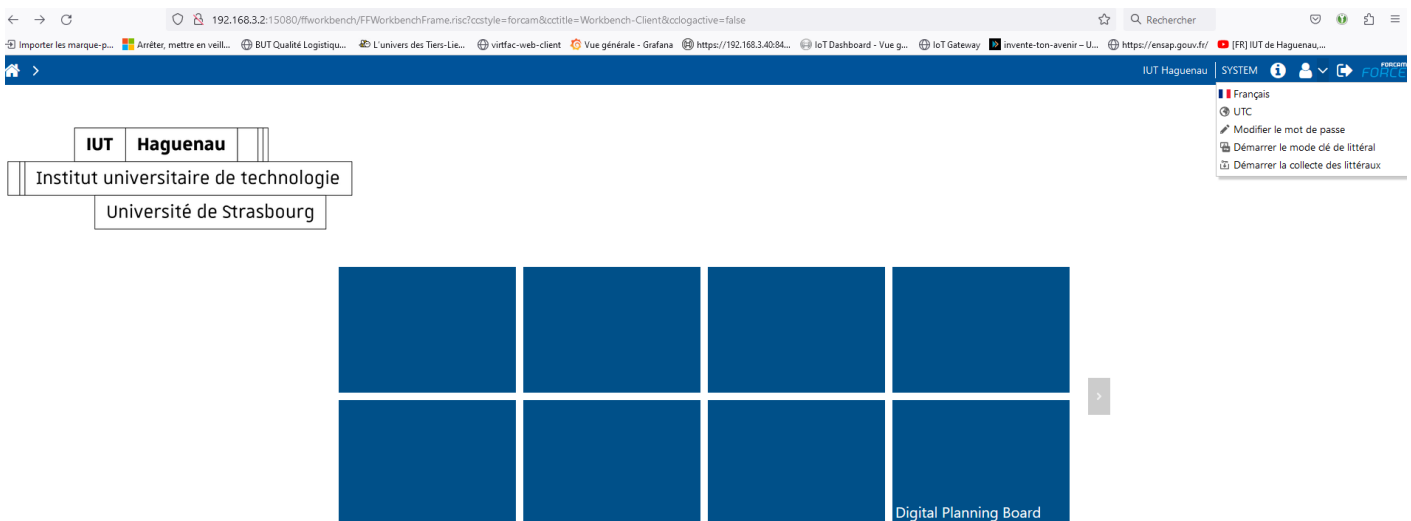 192.168.3.2:15080/ffworkbench/FFWorkbenchFrame.risc?ccstyle=forcam&cctitle=Workbench-Client&cclogactive=false
Rechercher
Importer les marque-p... Arrêter, mettre en veill... BUT Qualité Logistiqu... L'univers des Tiers-Lie... virtfac-web-client Vue générale - Grafana https://192.168.3.40:84... IoT Dashboard - Vue g... IoT Gateway invente-ton-avenir – U... https://ensap.gouv.fr/ [FR] IUT de Haguenau,...
IUT Haguenau SYSTEM FORCAM FORCE
Français
UTC
Modifier le mot de passe
Démarrer le mode clé de littéral
Démarrer la collecte des littéraux
IUT Haguenau
Institut universitaire de technologie
Université de Strasbourg
Digital Planning Board